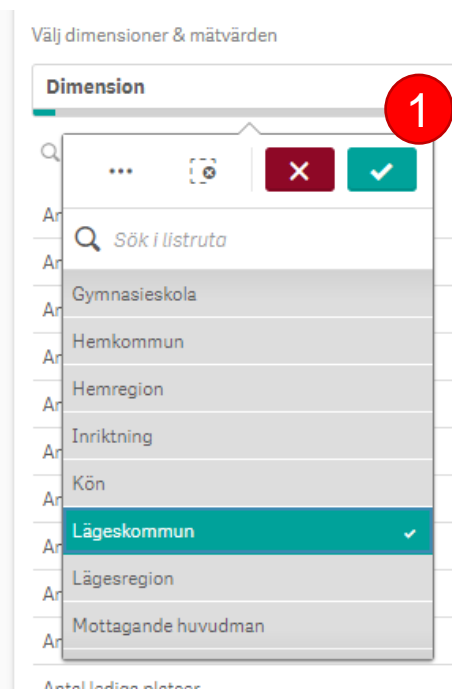 Välj dimensioner & mätvärden
Dimension
1
Sök i listruta
Gymnasieskola
Hemkommun
Hemregion
Inriktning
Kön
Lägeskommun
Lägesregion
Mottagande huvudman